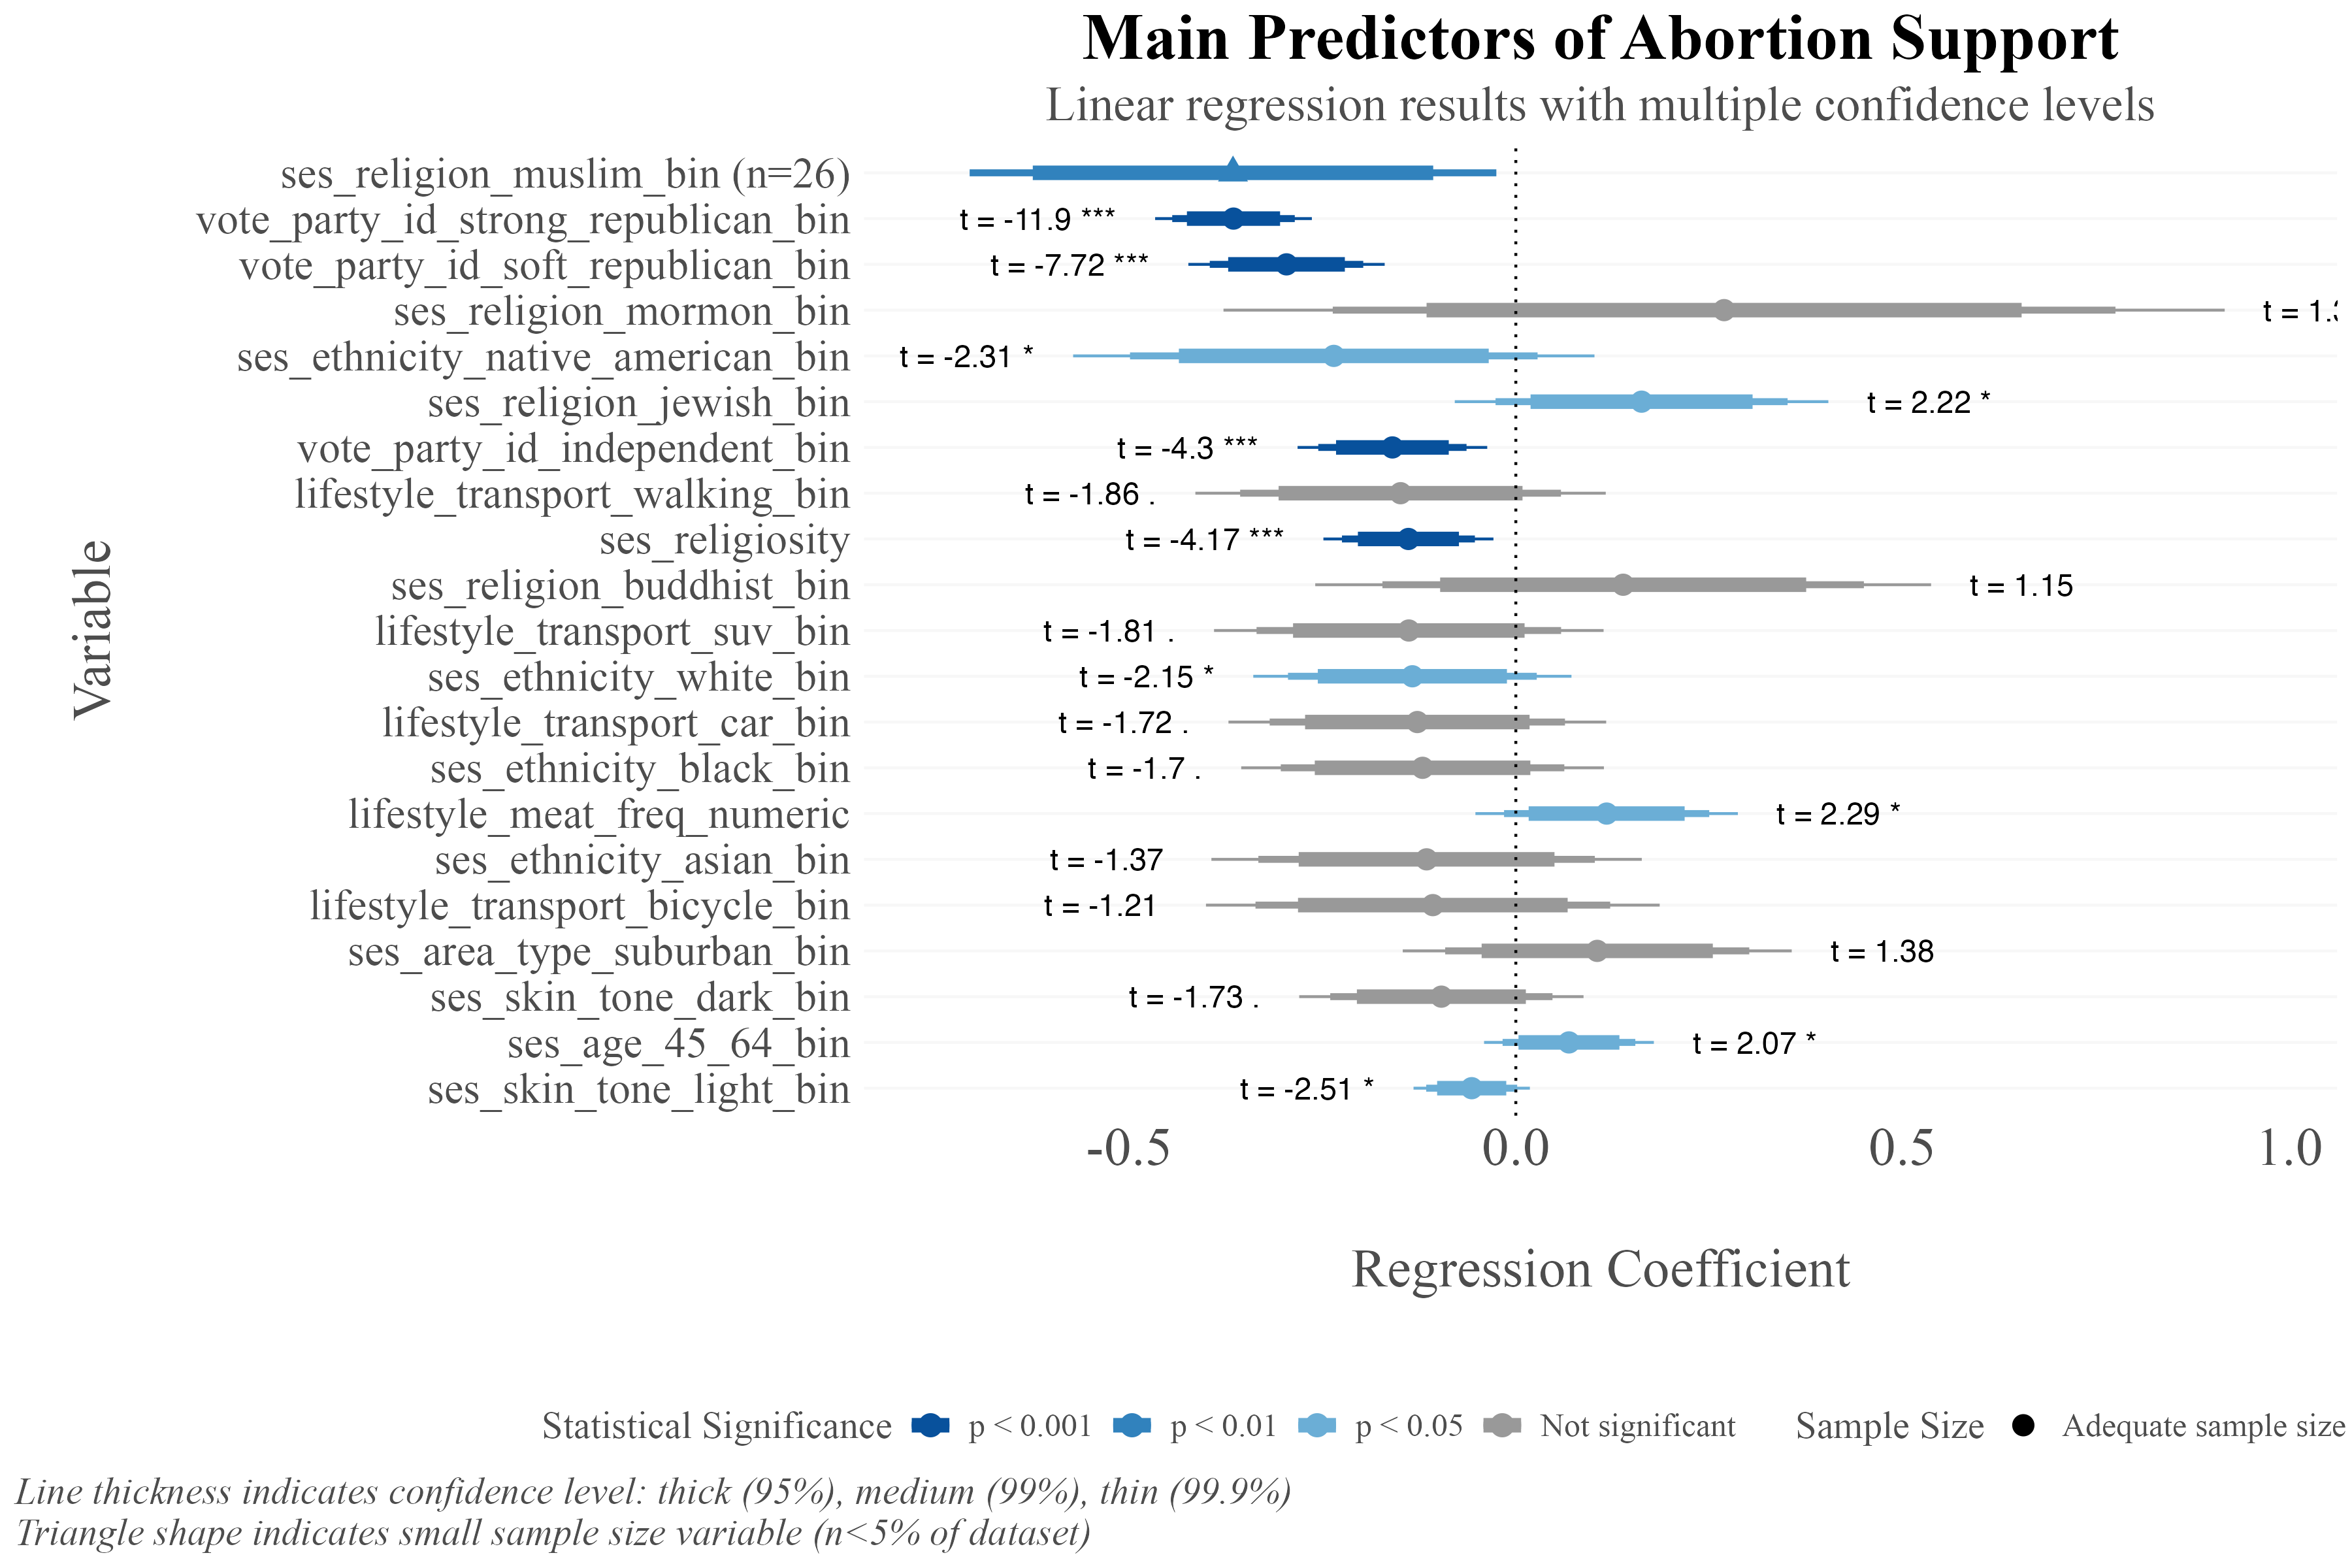 Main Predictors of Abortion Support
Linear regression results with multiple confidence levels
Variable
ses_religion_muslim_bin (n=26)
vote_party_id_strong_republican_bin t = -11.9 ***
vote_party_id_soft_republican_bin t = -7.72 ***
ses_religion_mormon_bin t = 1.
ses_ethnicity_native_american_bin t = -2.31 *
ses_religion_jewish_bin t = 2.22 *
vote_party_id_independent_bin t = -4.3 ***
lifestyle_transport_walking_bin t = -1.86 .
ses_religiosity t = -4.17 ***
ses_religion_buddhist_bin t = 1.15
lifestyle_transport_suv_bin t = -1.81 .
ses_ethnicity_white_bin t = -2.15 *
lifestyle_transport_car_bin t = -1.72 .
ses_ethnicity_black_bin t = -1.7 .
lifestyle_meat_freq_numeric t = 2.29 *
ses_ethnicity_asian_bin t = -1.37
lifestyle_transport_bicycle_bin t = -1.21
ses_area_type_suburban_bin t = 1.38
ses_skin_tone_dark_bin t = -1.73 .
ses_age_45_64_bin t = 2.07 *
ses_skin_tone_light_bin t = -2.51 *
-0.5 0.0 0.5 1.0
Regression Coefficient
Statistical Significance p < 0.001 p < 0.01 p < 0.05 Not significant Sample Size Adequate sample size
Line thickness indicates confidence level: thick (95%), medium (99%), thin (99.9%)
Triangle shape indicates small sample size variable (n<5% of dataset)